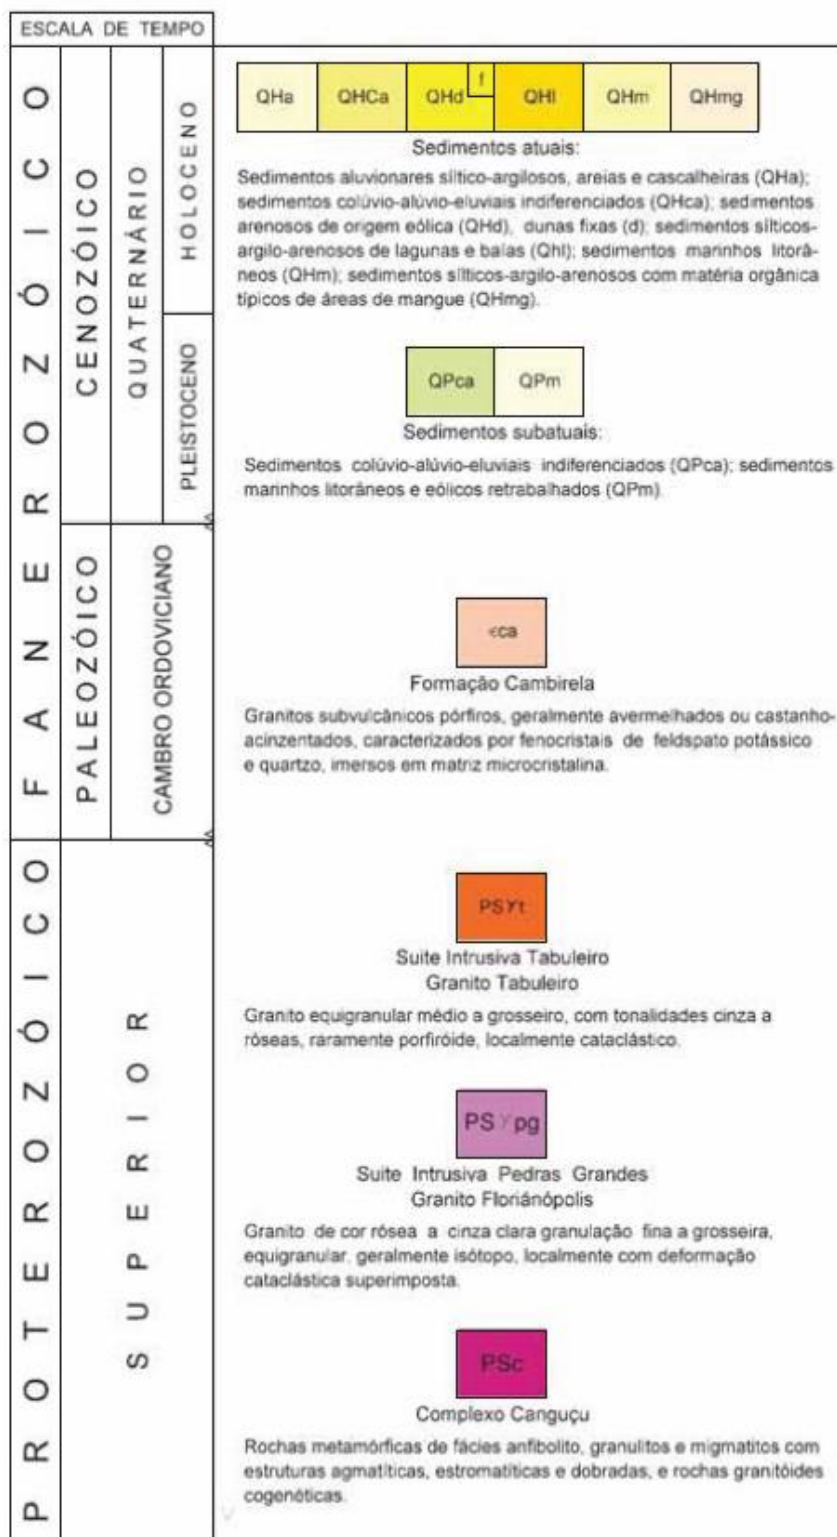 ESCALA DE TEMPO
FANEROZÓICO
CENOZÓICO
QUATERNÁRIO
HOLOCENO
QHa QHCa QHd f QHl QHm QHmg
Sedimentos atuais:
Sedimentos aluvionares síltico-argilosos, areias e cascalheiras (QHa);
sedimentos colúvio-alúvio-eluviais indiferenciados (QHca); sedimentos
arenosos de origem eólica (QHd), dunas fixas (d); sedimentos sílticos-
argilo-arenosos de lagunas e baías (Qhl); sedimentos marinhos litorâ-
neos (QHm); sedimentos sílticos-argilo-arenosos com matéria orgânica
típicos de áreas de mangue (QHmg).
PLEISTOCENO
QPca QPm
Sedimentos subatuais:
Sedimentos colúvio-alúvio-eluviais indiferenciados (QPca); sedimentos
marinhos litorâneos e eólicos retrabalhados (QPm).
PALEOZÓICO
CAMBRO ORDOVICIANO
єca
Formação Cambirela
Granitos subvulcânicos pórfiros, geralmente avermelhados ou castanho-
acinzentados, caracterizados por fenocristais de feldspato potássico
e quartzo, imersos em matriz microcristalina.
PROTEROZÓICO
SUPERIOR
PSγt
Suite Intrusiva Tabuleiro
Granito Tabuleiro
Granito equigranular médio a grosseiro, com tonalidades cinza a
róseas, raramente porfiróide, localmente cataclástico.
PSγpg
Suite Intrusiva Pedras Grandes
Granito Floriánópolis
Granito de cor rósea a cinza clara granulação fina a grosseira,
equigranular, geralmente isótopo, localmente com deformação
cataclástica superimposta.
PSc
Complexo Canguçu
Rochas metamórficas de fácies anfibolito, granulitos e migmatitos com
estruturas agmatíticas, estromatíticas e dobradas, e rochas granitóides
cogenéticas.